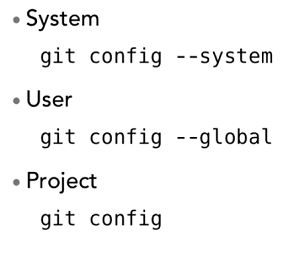 • System
git config --system
• User
git config --global
• Project
git config